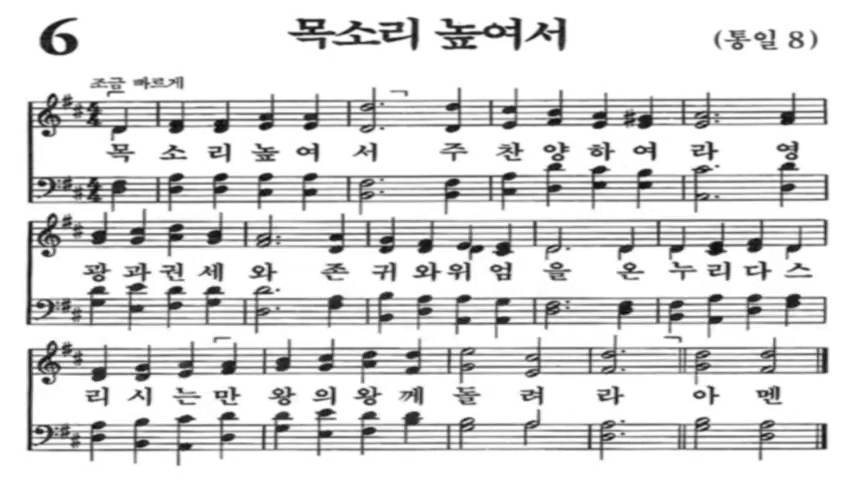 6 목소리 높여서 (통일 8)
조금 빠르게
목 소 리 높 여 서 주 찬 양 하 여 라 영
광 과 권 세 와 존 귀 와 위 엄 을 온 누 리 다 스
리 시 는 만 왕 의 왕 께 돌 려 라 아 멘